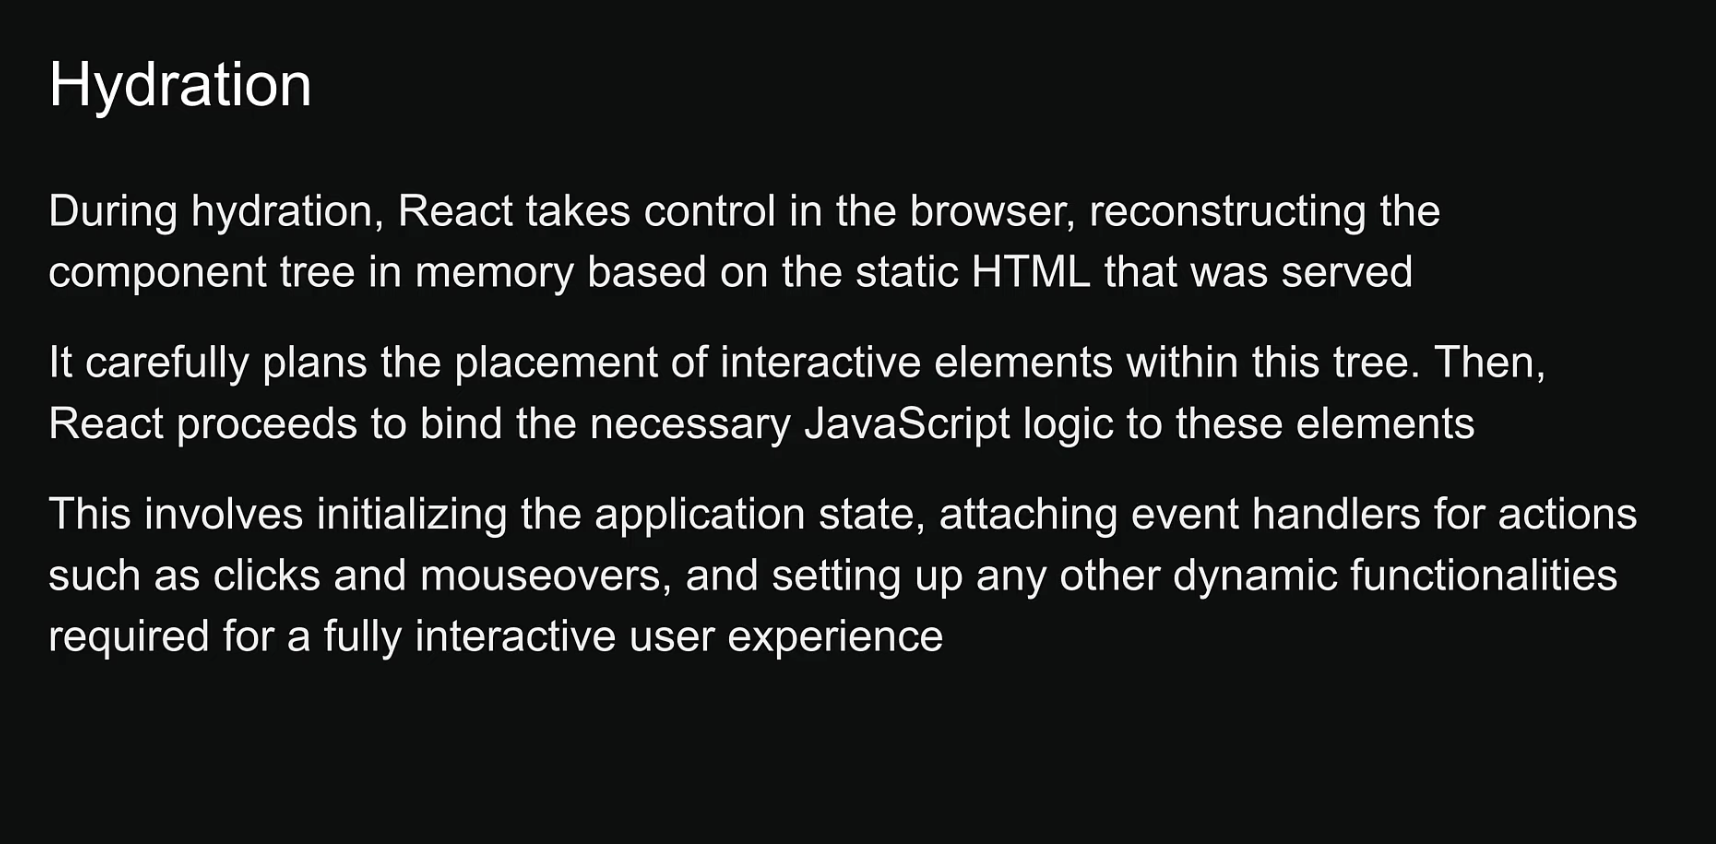 Hydration
During hydration, React takes control in the browser, reconstructing the
component tree in memory based on the static HTML that was served
It carefully plans the placement of interactive elements within this tree. Then,
React proceeds to bind the necessary JavaScript logic to these elements
This involves initializing the application state, attaching event handlers for actions
such as clicks and mouseovers, and setting up any other dynamic functionalities
required for a fully interactive user experience